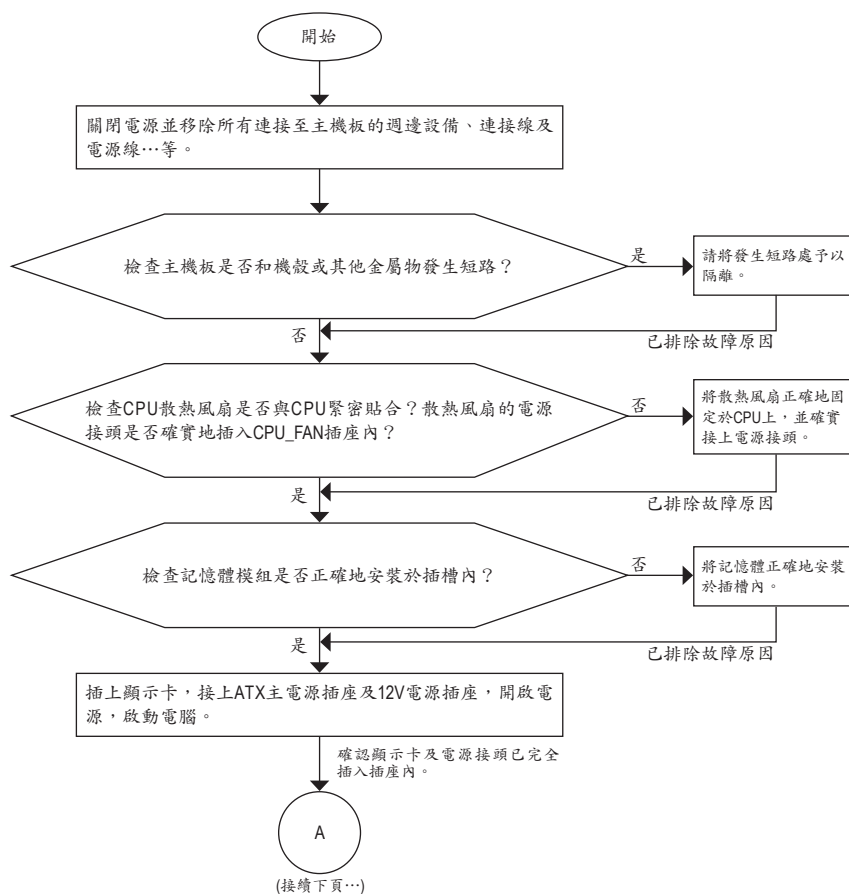 開始
關閉電源並移除所有連接至主機板的週邊設備、連接線及
電源線…等。
檢查主機板是否和機殼或其他金屬物發生短路？
是
請將發生短路處予以
隔離。
已排除故障原因
否
檢查CPU散熱風扇是否與CPU緊密貼合？散熱風扇的電源
接頭是否確實地插入CPU_FAN插座內？
否
將散熱風扇正確地固
定於CPU上，並確實
接上電源接頭。
已排除故障原因
是
檢查記憶體模組是否正確地安裝於插槽內？
否
將記憶體正確地安裝
於插槽內。
已排除故障原因
是
插上顯示卡，接上ATX主電源插座及12V電源插座，開啟電
源，啟動電腦。
確認顯示卡及電源接頭已完全
插入插座內。
A
(接續下頁…)